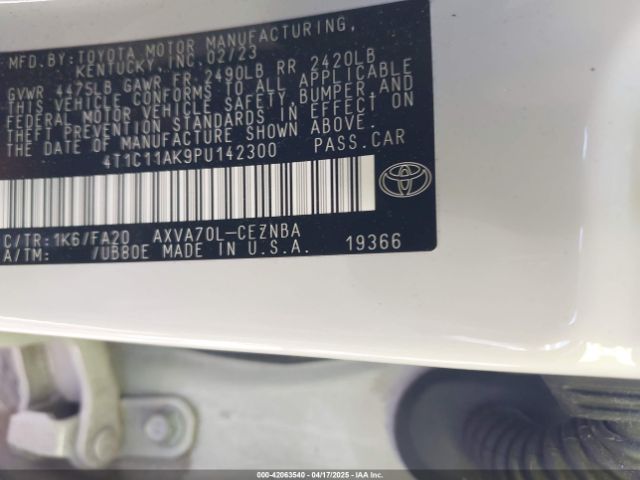 MFD.BY:TOYOTA MOTOR MANUFACTURING,
KENTUCKY, INC. 02/23
GVWR 4475LB GAWR FR. 2490LB RR 2420LB
THIS VEHICLE CONFORMS TO ALL APPLICABLE
FEDERAL MOTOR VEHICLE SAFETY, BUMPER, AND
THEFT PREVENTION STANDARDS IN EFFECT ON
THE DATE OF MANUFACTURE SHOWN ABOVE.
4T1C11AK9PU142300 PASS.CAR
C/TR:1K6/FA20 AXVA70L-CEZNBA
A/TM: /UB80E MADE IN U.S.A. 19366
TOYOTA
000-42063540 - 04/17/2025 - IAA Inc.